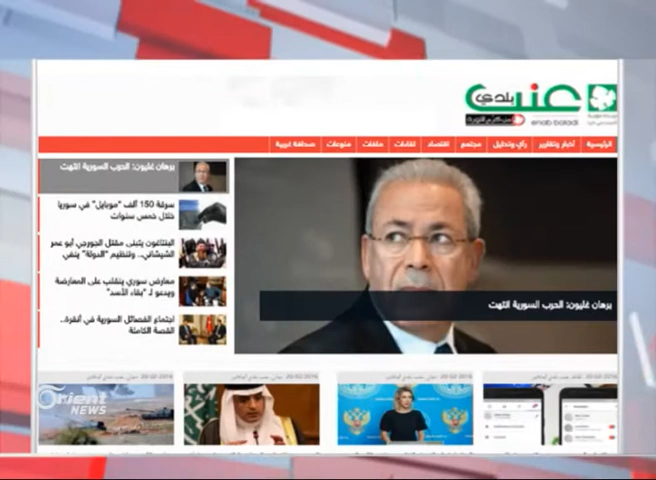 عنب
بلدي
enab baladi
الرئيسية أخبار وتقارير رأي وتحليل مجتمع اقتصاد لقاءات ملفات منوعات صحافة غربية
برهان غليون: الحرب السورية انتهت
سرقة 150 ألف "موبايل" في سوريا
خلال خمس سنوات
البنتاغون يتبنى مقتل الجورجي أبو عمر
الشيشاني.. وتنظيم "الدولة" ينفي
معارض سوري ينقلب على المعارضة
ويدعو لـ "بقاء الأسد"
اجتماع الفصائل السورية في أنقرة..
القصة الكاملة
برهان غليون: الحرب السورية انتهت
Orient
NEWS